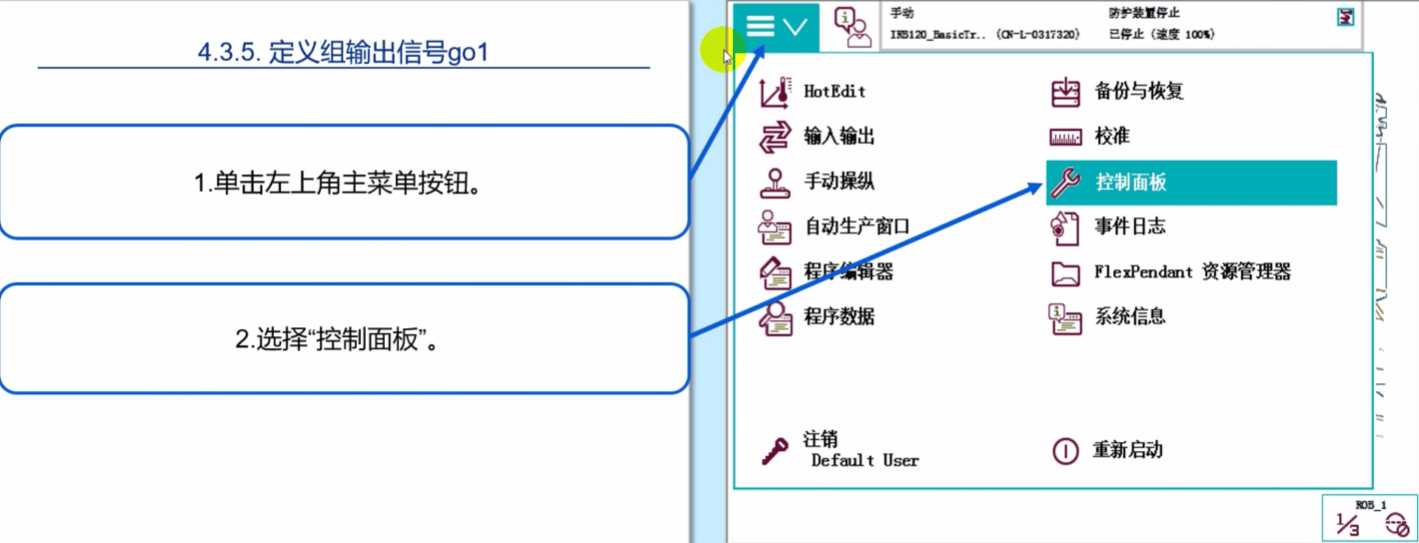 4.3.5. 定义组输出信号go1
1.单击左上角主菜单按钮。
2.选择“控制面板”。
手动
防护装置停止
IRB120_BasicTr.. (CN-L-0317320)
已停止 (速度 100%)
HotEdit
备份与恢复
输入输出
校准
手动操纵
控制面板
自动生产窗口
事件日志
程序编辑器
FlexPendant 资源管理器
程序数据
系统信息
注销
Default User
重新启动
ROB_1
1/3